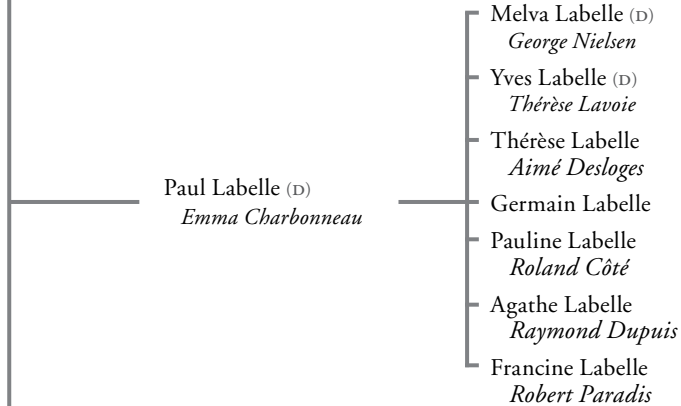 Melva Labelle (D)
George Nielsen
Yves Labelle (D)
Thérèse Lavoie
Thérèse Labelle
Aimé Desloges
Paul Labelle (D)
Emma Charbonneau
Germain Labelle
Pauline Labelle
Roland Côté
Agathe Labelle
Raymond Dupuis
Francine Labelle
Robert Paradis